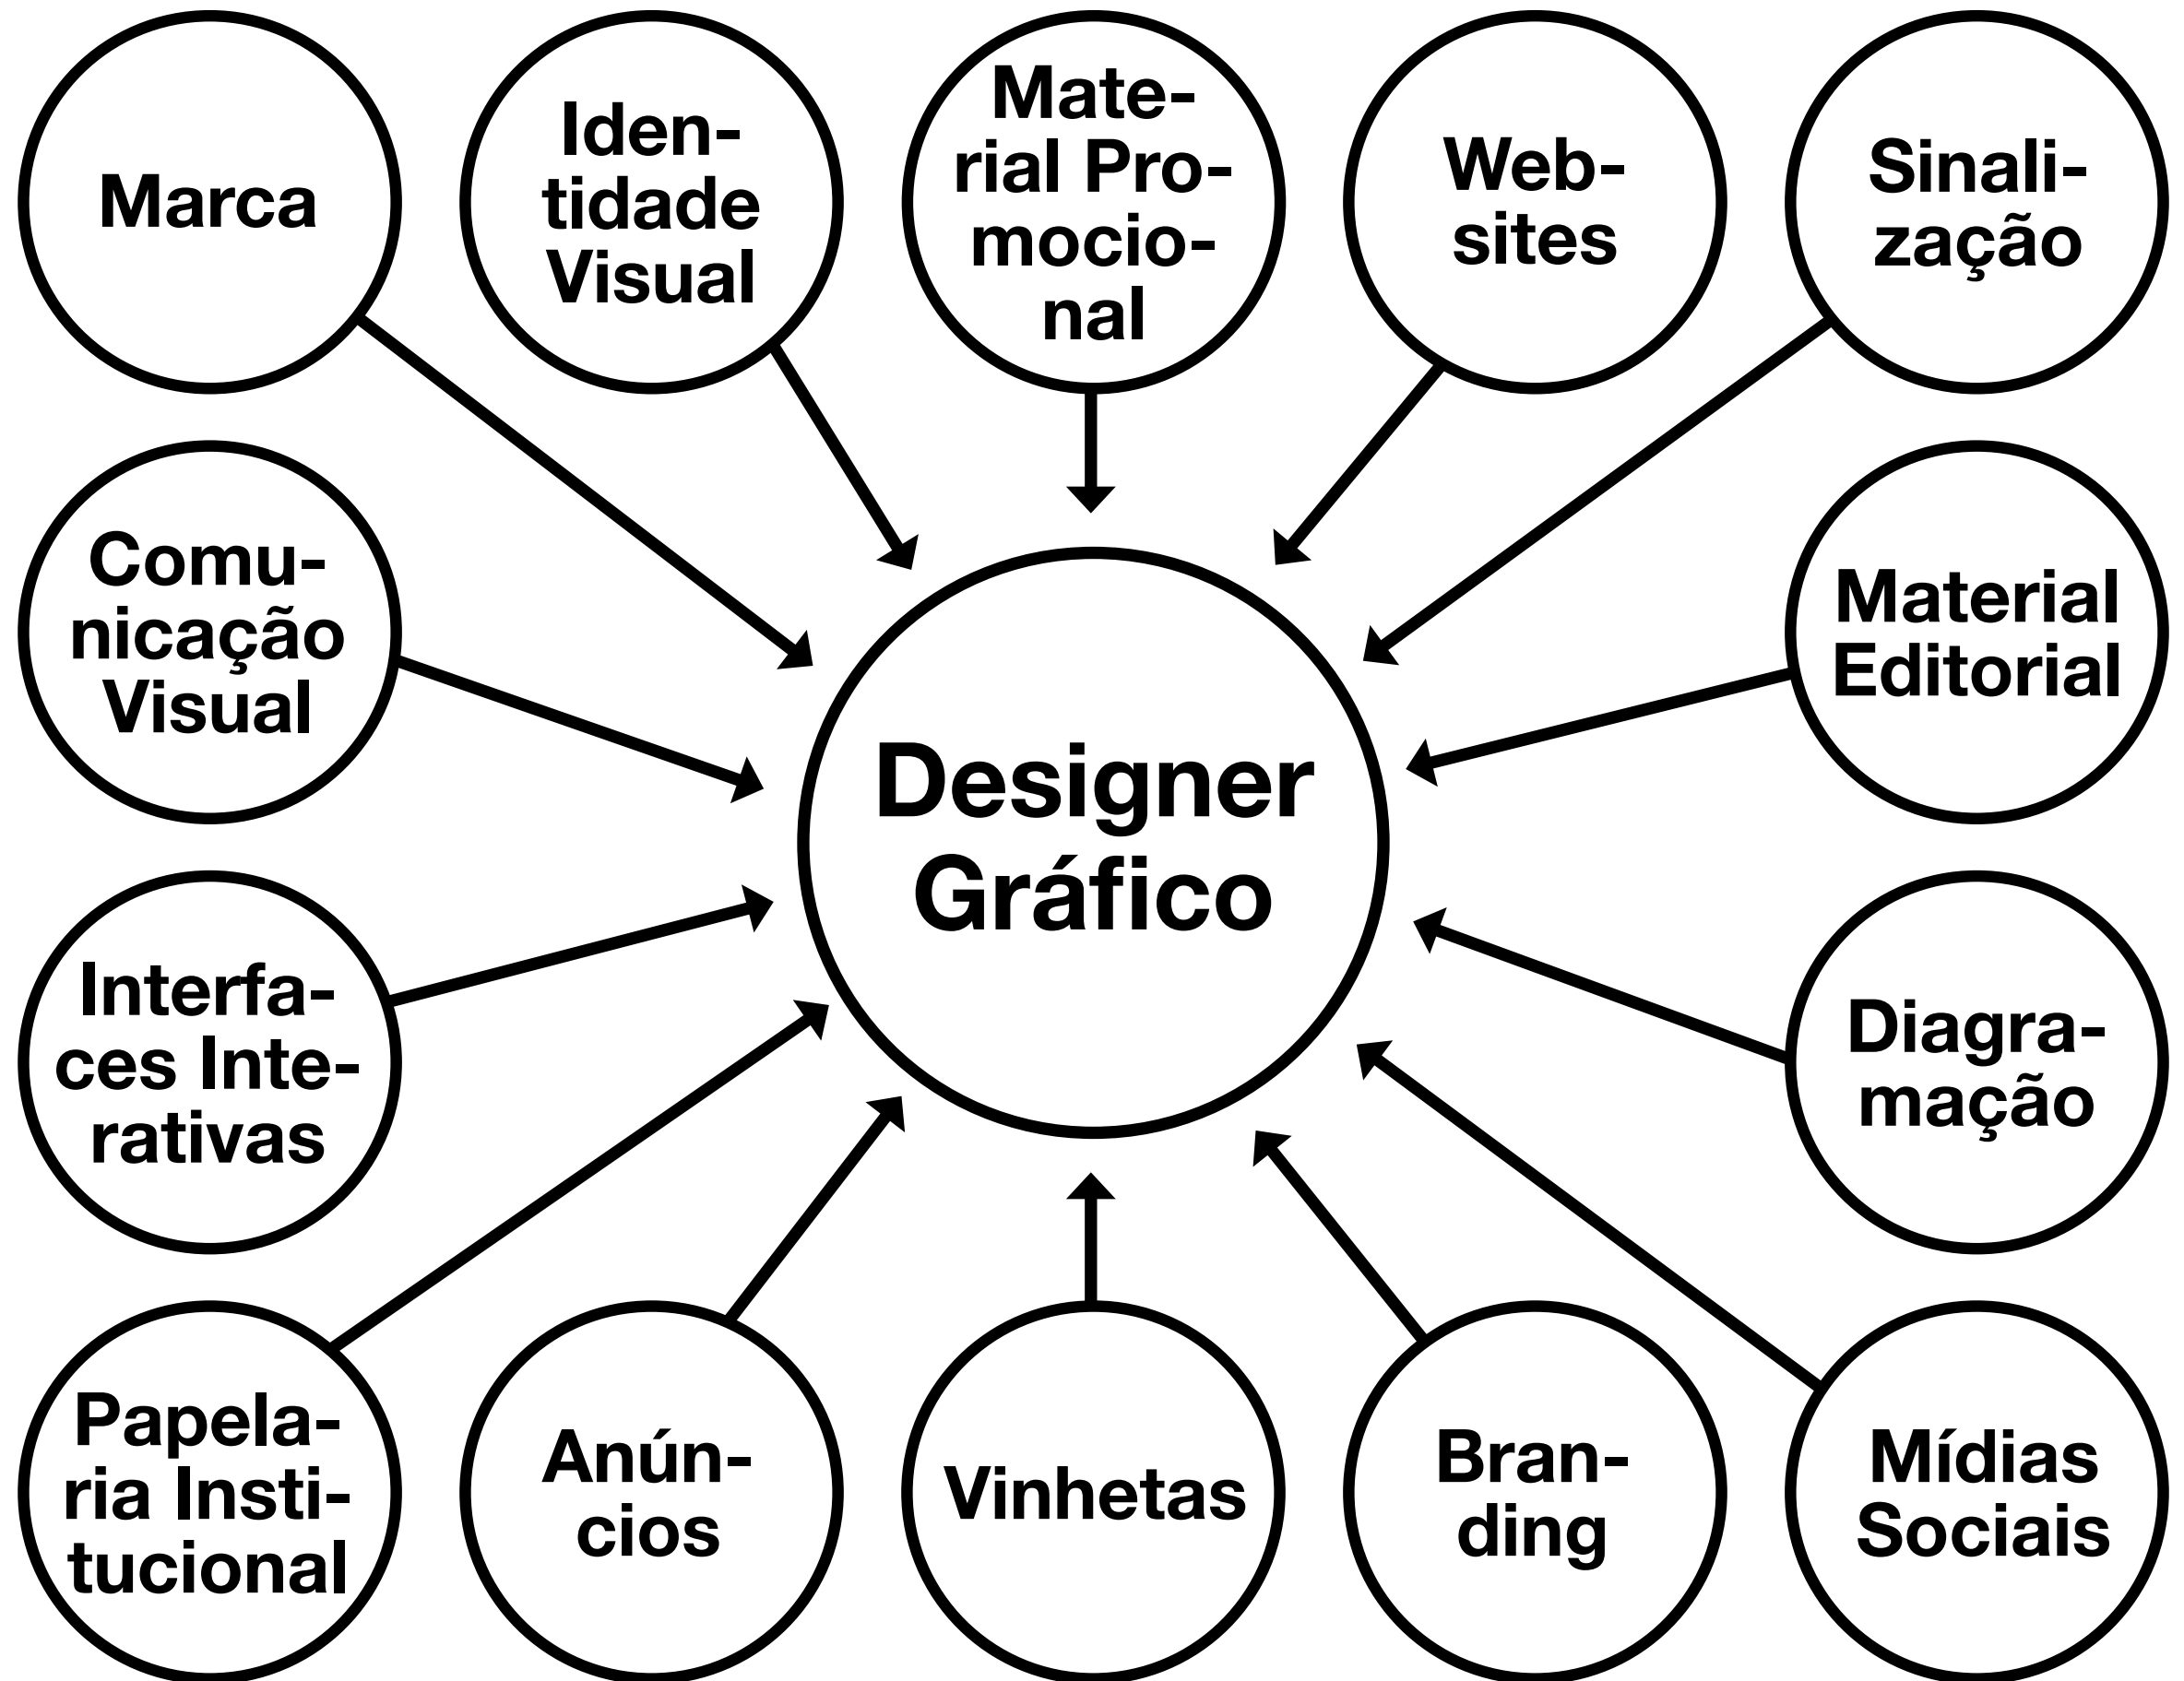 Marca
Iden-
tidade
Visual
Mate-
rial Pro-
mocio-
nal
Web-
sites
Sinali-
zação
Comu-
nicação
Visual
Material
Editorial
Designer
Gráfico
Interfa-
ces Inte-
rativas
Diagra-
mação
Papela-
ria Insti-
tucional
Anún-
cios
Vinhetas
Bran-
ding
Mídias
Sociais